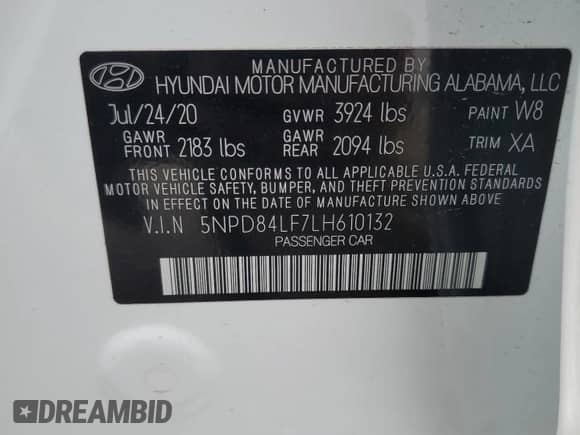 MANUFACTURED BY
HYUNDAI MOTOR MANUFACTURING ALABAMA, LLC
Jul/24/20 GVWR 3924 lbs PAINT W8
GAWR FRONT 2183 lbs GAWR REAR 2094 lbs TRIM XA
THIS VEHICLE CONFORMS TO ALL APPLICABLE U.S.A. FEDERAL
MOTOR VEHICLE SAFETY, BUMPER, AND THEFT PREVENTION STANDARDS
IN EFFECT ON THE DATE OF MANUFACTURE SHOWN ABOVE.
V.I.N 5NPD84LF7LH610132
PASSENGER CAR
DREAMBID